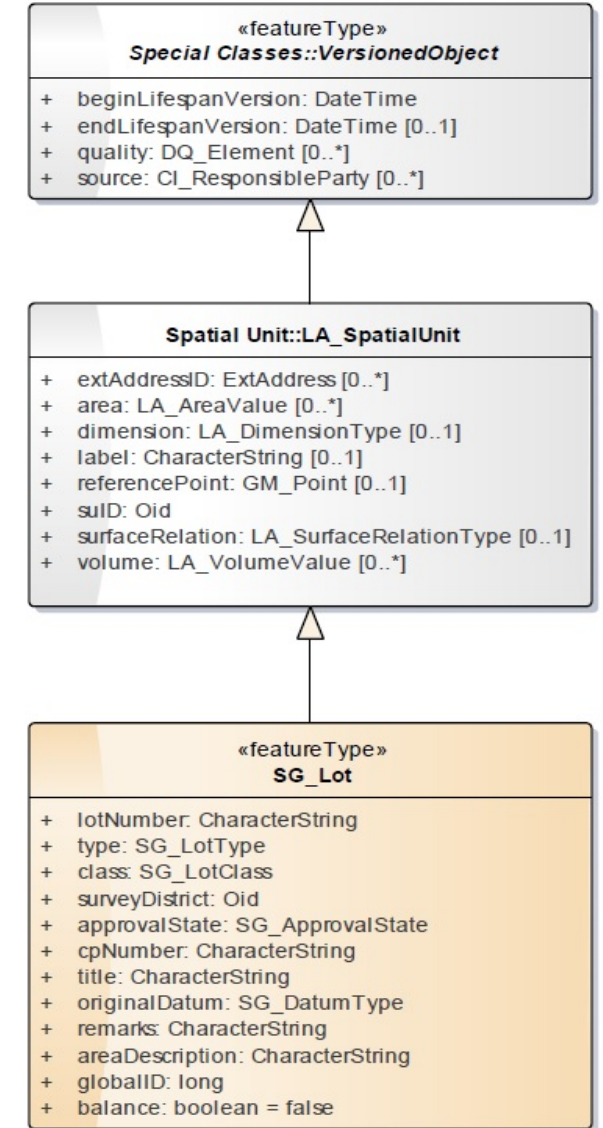 «featureType»
Special Classes::VersionedObject
+ beginLifespanVersion: DateTime
+ endLifespanVersion: DateTime [0..1]
+ quality: DQ_Element [0..*]
+ source: CI_ResponsibleParty [0..*]
Spatial Unit::LA_SpatialUnit
+ extAddressID: ExtAddress [0..*]
+ area: LA_AreaValue [0..*]
+ dimension: LA_DimensionType [0..1]
+ label: CharacterString [0..1]
+ referencePoint: GM_Point [0..1]
+ suID: Oid
+ surfaceRelation: LA_SurfaceRelationType [0..1]
+ volume: LA_VolumeValue [0..*]
«featureType»
SG_Lot
+ lotNumber: CharacterString
+ type: SG_LotType
+ class: SG_LotClass
+ surveyDistrict: Oid
+ approvalState: SG_ApprovalState
+ cpNumber: CharacterString
+ title: CharacterString
+ originalDatum: SG_DatumType
+ remarks: CharacterString
+ areaDescription: CharacterString
+ globalID: long
+ balance: boolean = false